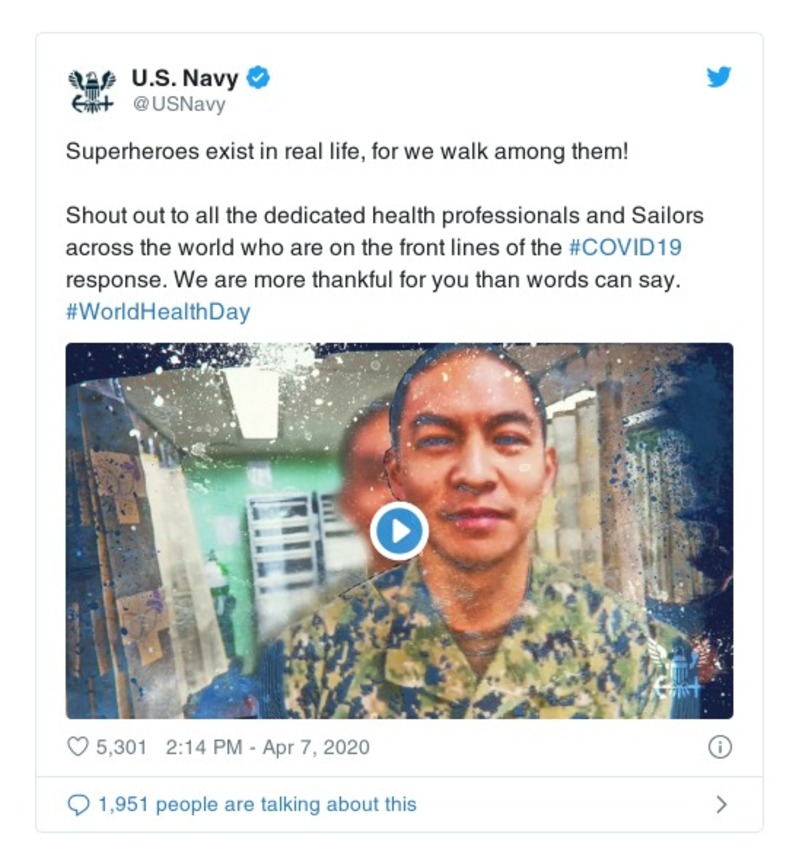 U.S. Navy
@USNavy
Superheroes exist in real life, for we walk among them!
Shout out to all the dedicated health professionals and Sailors
across the world who are on the front lines of the #COVID19
response. We are more thankful for you than words can say.
#WorldHealthDay
5,301 2:14 PM - Apr 7, 2020
1,951 people are talking about this